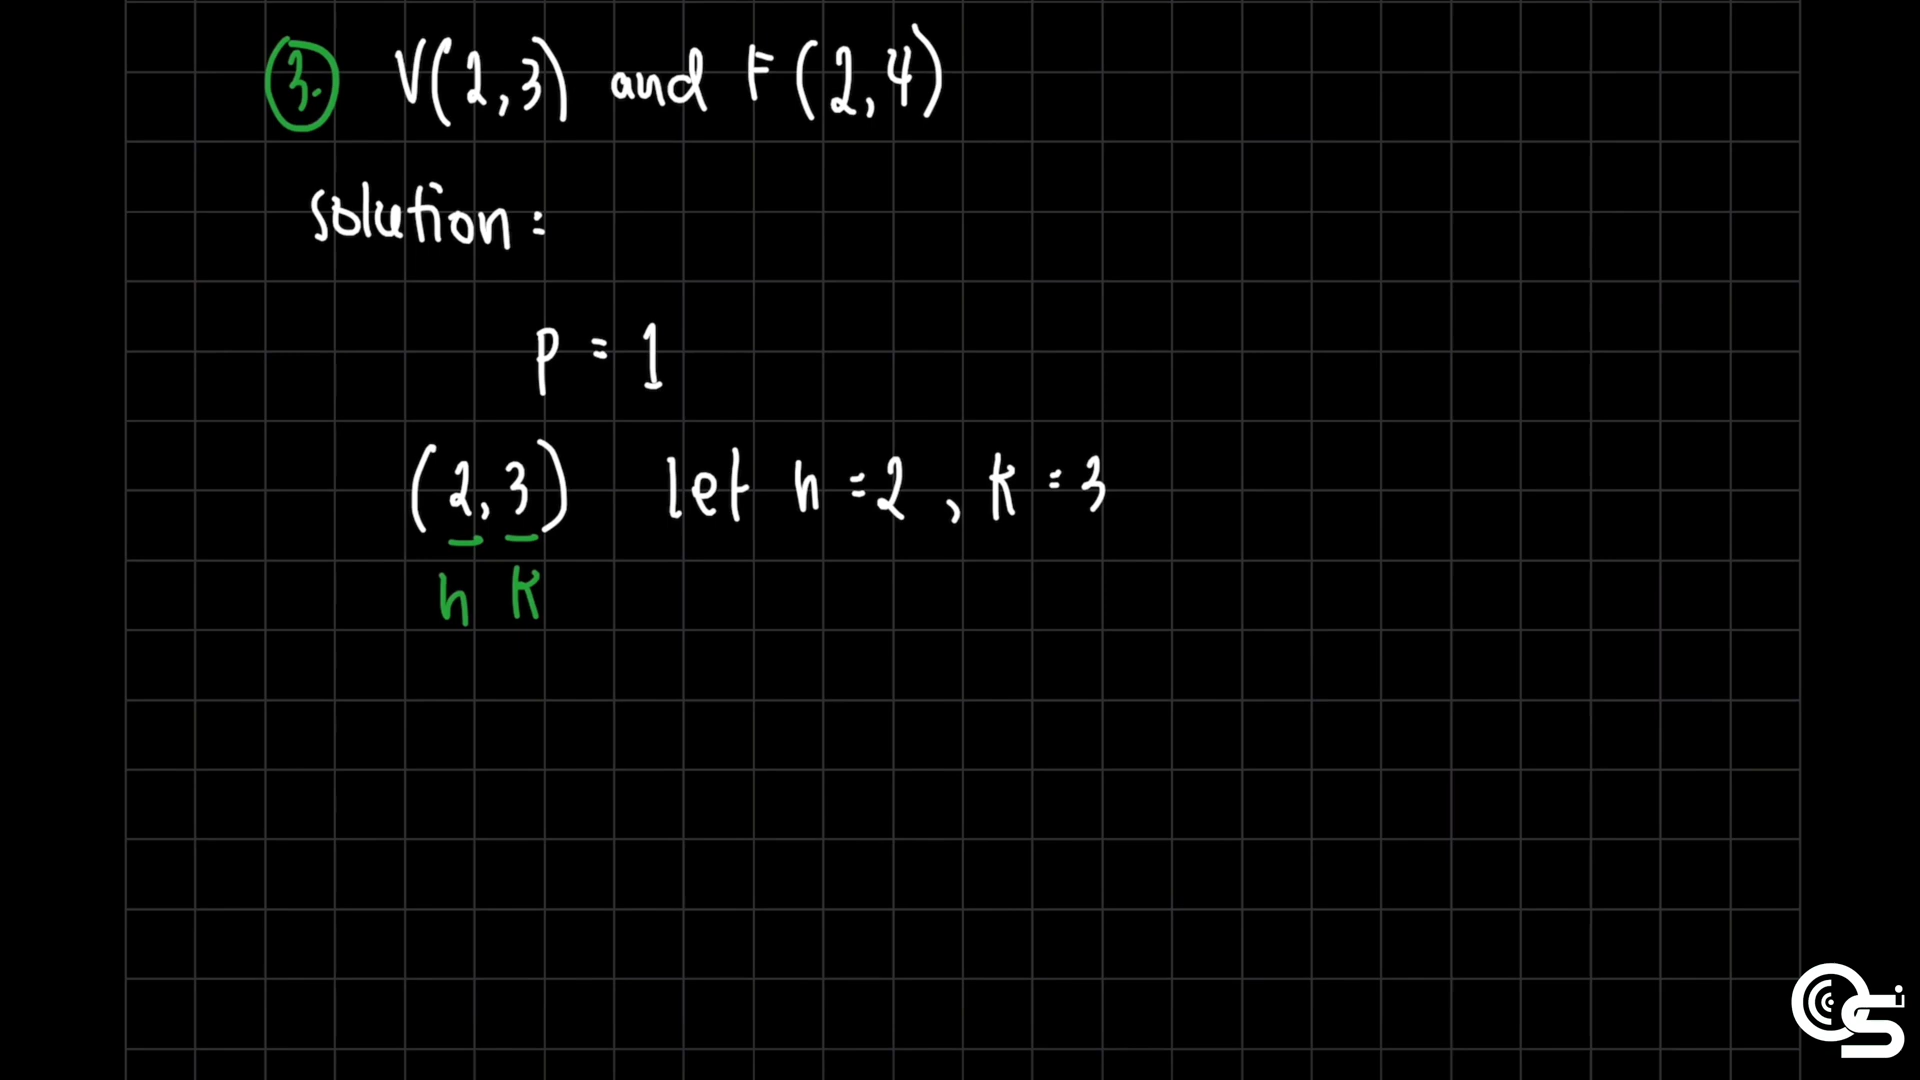 3. V(2,3) and F(2,4)
solution:
p = 1
(2,3) let h=2, k=3
h k